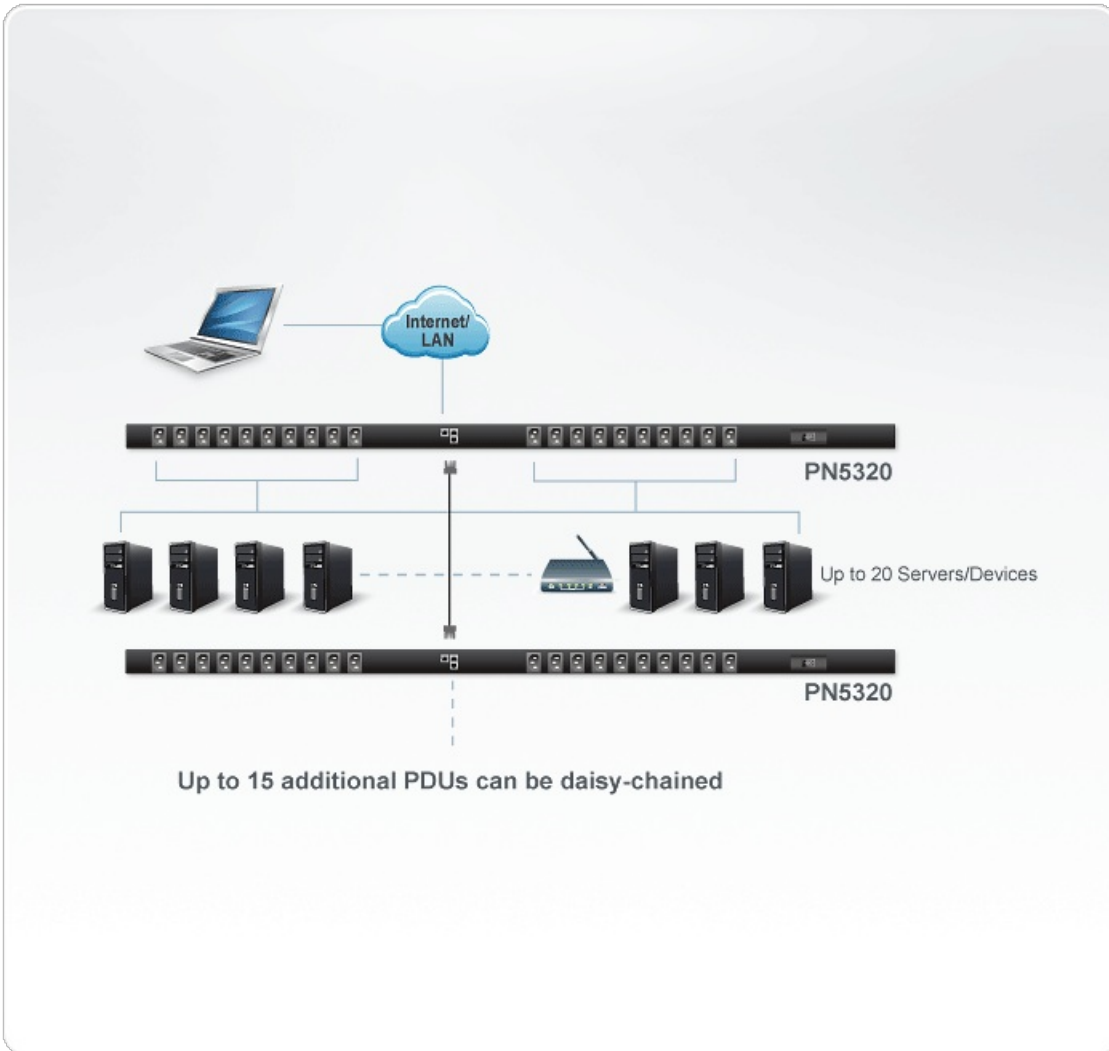 Internet/
LAN
PN5320
Up to 20 Servers/Devices
PN5320
Up to 15 additional PDUs can be daisy-chained